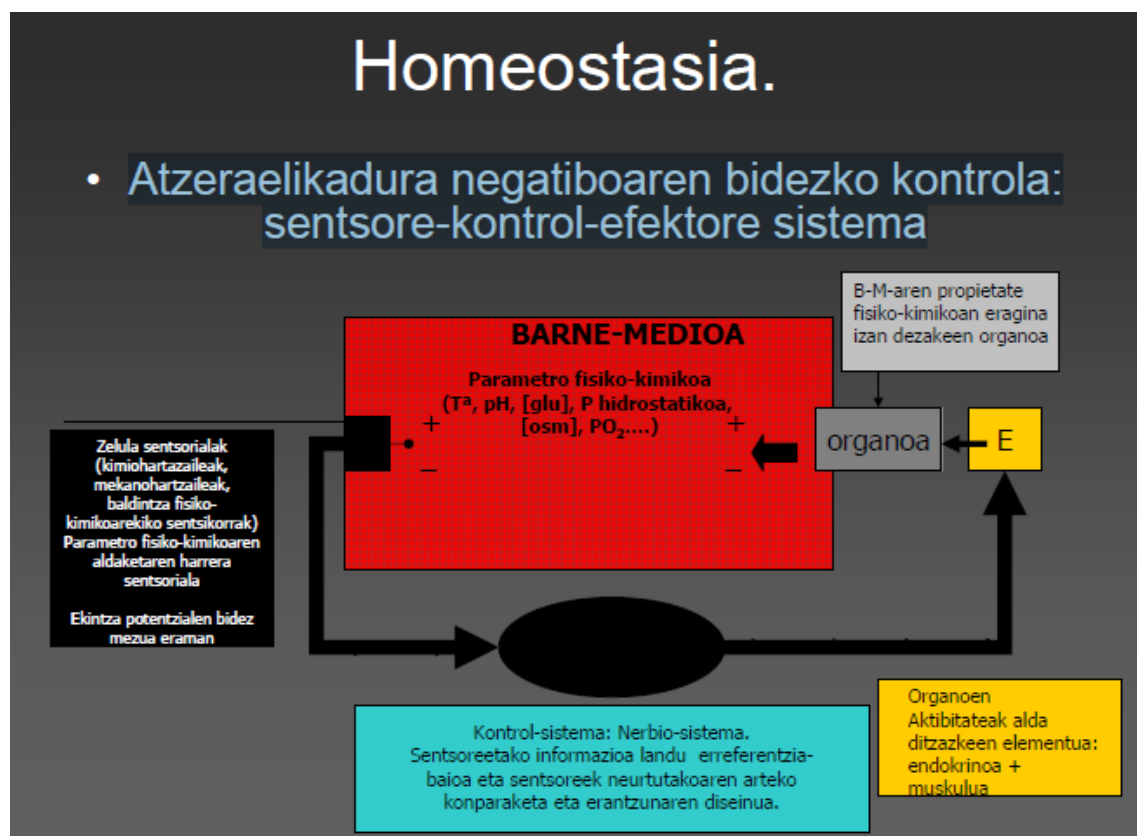 Homeostasia.
• Atzeraelikadura negatiboaren bidezko kontrola:
sentsore-kontrol-efektore sistema
B-M-aren propietate
fisiko-kimikoan eragina
izan dezakeen organoa
BARNE-MEDIOA
Parametro fisiko-kimikoa
(Tª, pH, [glu], P hidrostatikoa,
[osm], PO₂....)
+ +
– –
organoa
E
Zelula sentsorialak
(kimiohartazaileak,
mekanohartzaileak,
baldintza fisiko-
kimikoarekiko sentsikorrak)
Parametro fisiko-kimikoaren
aldaketaren harrera
sentsoriala
Ekintza potentzialen bidez
mezua eraman
Kontrol-sistema: Nerbio-sistema.
Sentsoreetako informazioa landu erreferentzia-
baioa eta sentsoreek neurtutakoaren arteko
konparaketa eta erantzunaren diseinua.
Organoen
Aktibitateak alda
ditzazkeen elementua:
endokrinoa +
muskulua